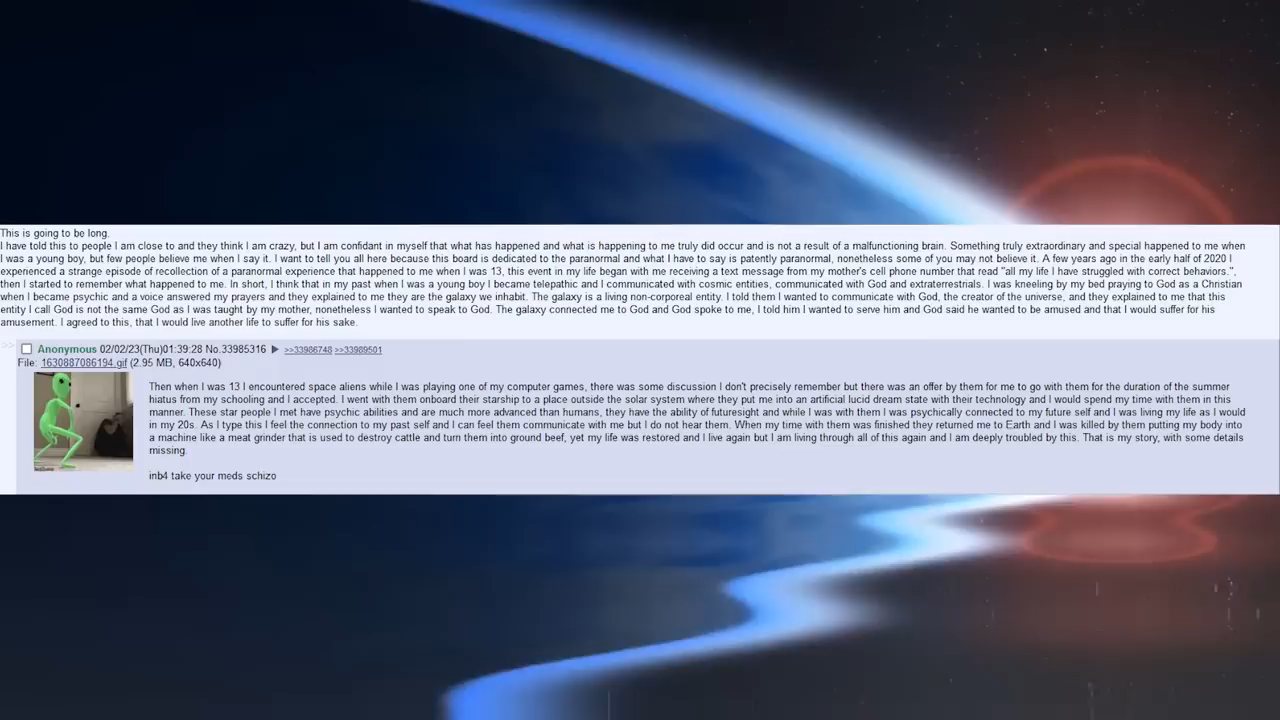 This is going to be long.
I have told this to people I am close to and they think I am crazy, but I am confidant in myself that what has happened and what is happening to me truly did occur and is not a result of a malfunctioning brain. Something truly extraordinary and special happened to me when
I was a young boy, but few people believe me when I say it. I want to tell you all here because this board is dedicated to the paranormal and what I have to say is patently paranormal, nonetheless some of you may not believe it. A few years ago in the early half of 2020 I
experienced a strange episode of recollection of a paranormal experience that happened to me when I was 13, this event in my life began with me receiving a text message from my mother's cell phone number that read "all my life I have struggled with correct behaviors.",
then I started to remember what happened to me. In short, I think that in my past when I was a young boy I became telepathic and I communicated with cosmic entities, communicated with God and extraterrestrials. I was kneeling by my bed praying to God as a Christian
when I became psychic and a voice answered my prayers and they explained to me they are the galaxy we inhabit. The galaxy is a living non-corporeal entity. I told them I wanted to communicate with God, the creator of the universe, and they explained to me that this
entity I call God is not the same God as I was taught by my mother, nonetheless I wanted to speak to God. The galaxy connected me to God and God spoke to me, I told him I wanted to serve him and God said he wanted to be amused and that I would suffer for his
amusement. I agreed to this, that I would live another life to suffer for his sake.
>> Anonymous 02/02/23(Thu)01:39:28 No.33985316 ▶ >>33986748 >>33989501
File: 1630887086194.gif (2.95 MB, 640x640)
Then when I was 13 I encountered space aliens while I was playing one of my computer games, there was some discussion I don't precisely remember but there was an offer by them for me to go with them for the duration of the summer
hiatus from my schooling and I accepted. I went with them onboard their starship to a place outside the solar system where they put me into an artificial lucid dream state with their technology and I would spend my time with them in this
manner. These star people I met have psychic abilities and are much more advanced than humans, they have the ability of futuresight and while I was with them I was psychically connected to my future self and I was living my life as I would
in my 20s. As I type this I feel the connection to my past self and I can feel them communicate with me but I do not hear them. When my time with them was finished they returned me to Earth and I was killed by them putting my body into
a machine like a meat grinder that is used to destroy cattle and turn them into ground beef, yet my life was restored and I live again but I am living through all of this again and I am deeply troubled by this. That is my story, with some details
missing.
inb4 take your meds schizo